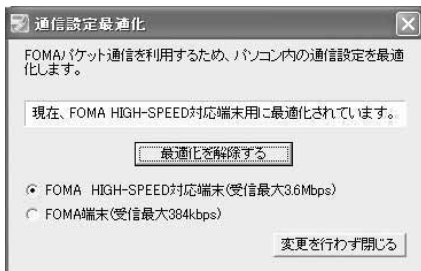 通信設定最適化
FOMAパケット通信を利用するため、パソコン内の通信設定を最適
化します。
現在、FOMA HIGH-SPEED対応端末用に最適化されています。
最適化を解除する
FOMA HIGH-SPEED対応端末(受信最大3.6Mbps)
FOMA端末(受信最大384kbps)
変更を行わず閉じる